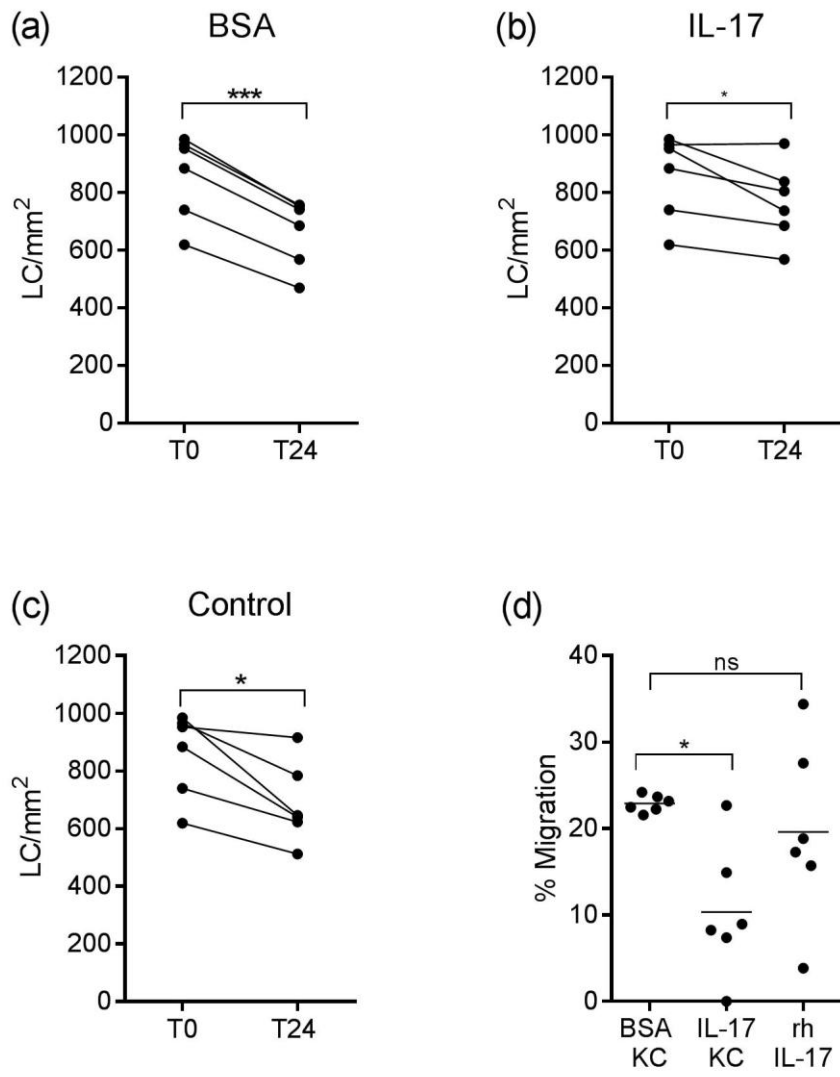 (a) BSA
***
1200
1000
800
600
400
200
0
LC/mm²
T0 T24
(b) IL-17
*
1200
1000
800
600
400
200
0
LC/mm²
T0 T24
(c) Control
*
1200
1000
800
600
400
200
0
LC/mm²
T0 T24
(d)
ns
*
40
30
20
10
0
% Migration
BSA IL-17 rh
KC KC IL-17